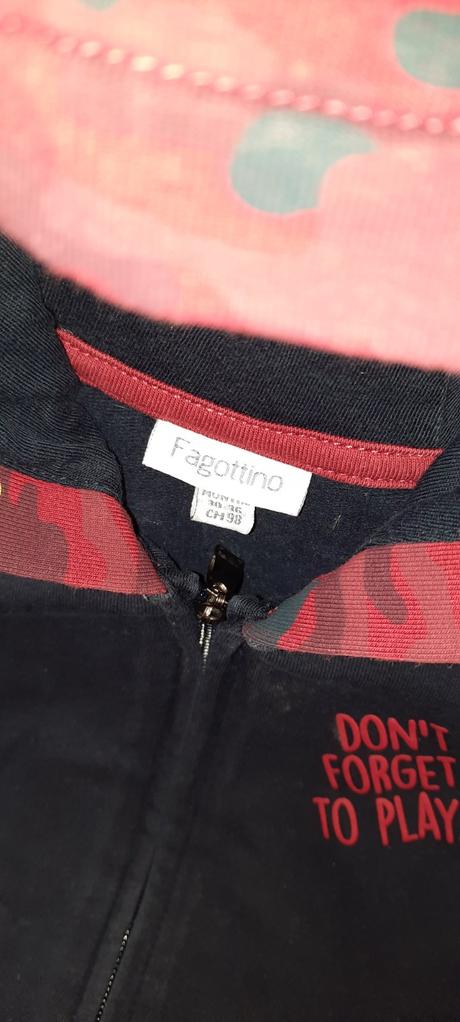 Fagottino
MONTHS
30-36
CM 98
DON'T
FORGET
TO PLAY